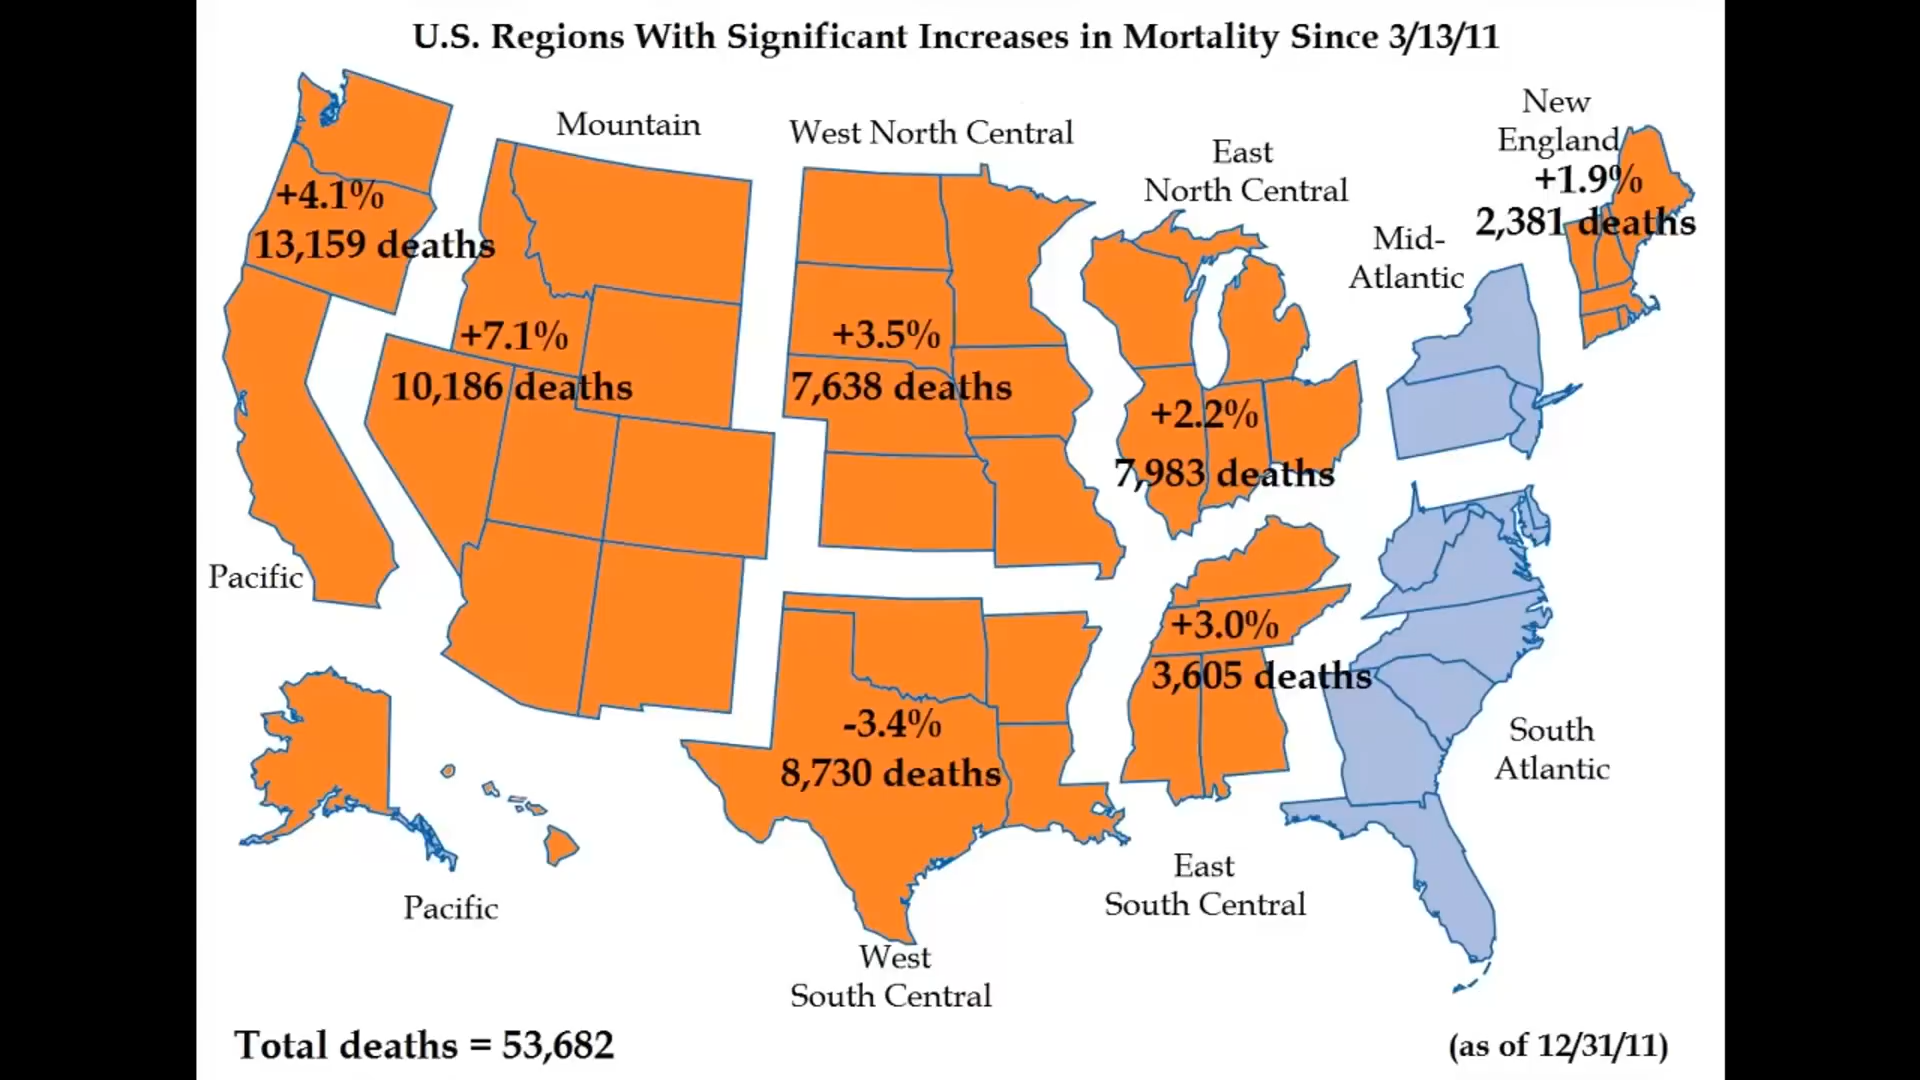 U.S. Regions With Significant Increases in Mortality Since 3/13/11
Mountain
West North Central
East
North Central
New
England
+1.9%
2,381 deaths
Mid-
Atlantic
+4.1%
13,159 deaths
+7.1%
10,186 deaths
+3.5%
7,638 deaths
+2.2%
7,983 deaths
Pacific
+3.0%
3,605 deaths
-3.4%
8,730 deaths
South
Atlantic
Pacific
East
South Central
West
South Central
Total deaths = 53,682
(as of 12/31/11)